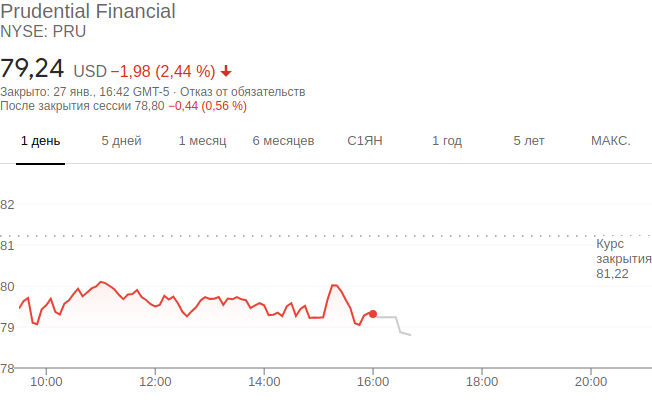 Prudential Financial
NYSE: PRU
79,24 USD −1,98 (2,44 %)
Закрыто: 27 янв., 16:42 GMT-5 · Отказ от обязательств
После закрытия сессии 78,80 −0,44 (0,56 %)
1 день 5 дней 1 месяц 6 месяцев С1ЯН 1 год 5 лет МАКС.
82
81
Курс
закрытия
81,22
80
79
78
10:00 12:00 14:00 16:00 18:00 20:00